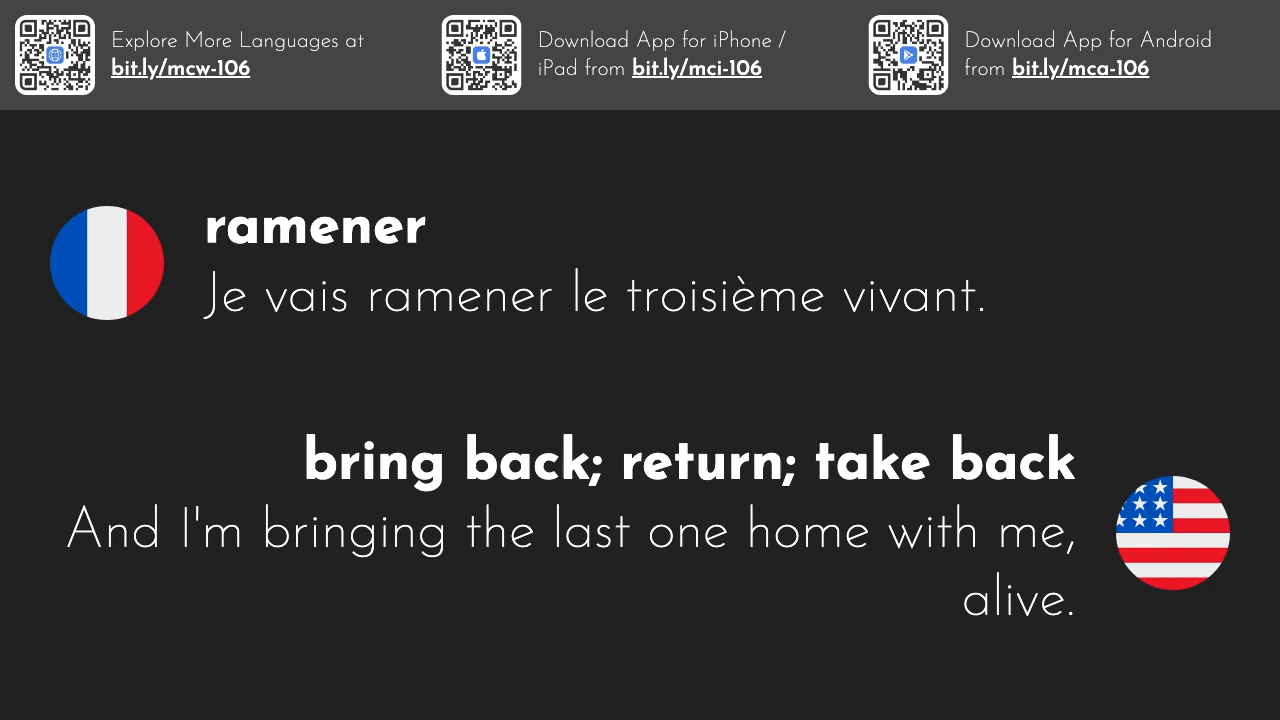 Explore More Languages at
bit.ly/mcw-106
Download App for iPhone /
iPad from bit.ly/mci-106
Download App for Android
from bit.ly/mca-106
ramener
Je vais ramener le troisième vivant.
bring back; return; take back
And I'm bringing the last one home with me,
alive.